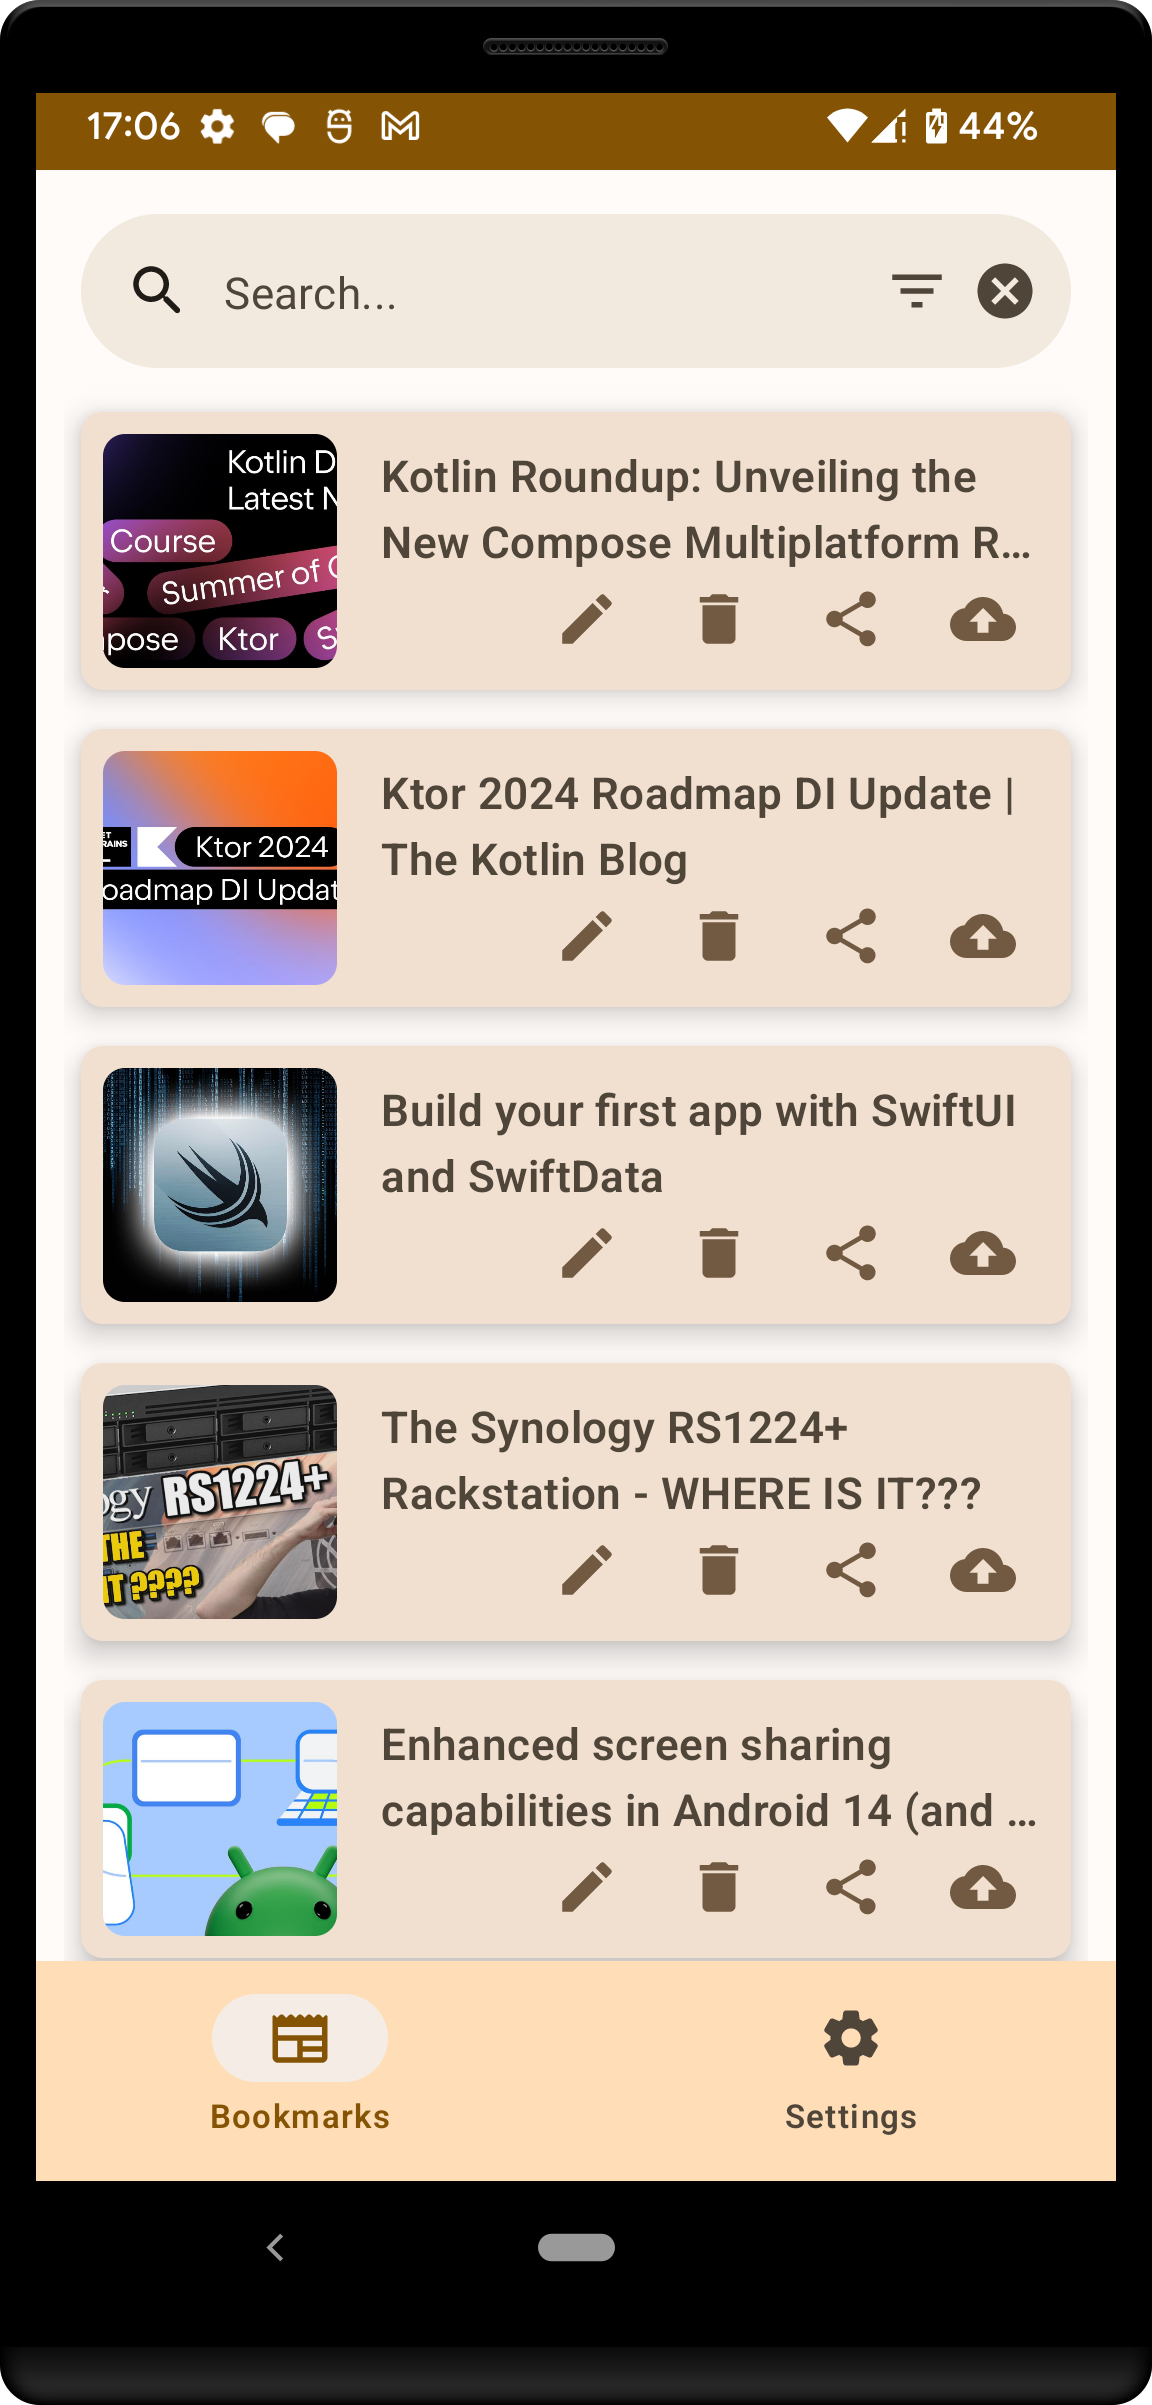 17:06
44%
Search...
Kotlin D
Latest N
Course
Summer of C
pose
Ktor
Kotlin Roundup: Unveiling the
New Compose Multiplatform R...
Ktor 2024
oadmap DI Updat
Ktor 2024 Roadmap DI Update |
The Kotlin Blog
Build your first app with SwiftUI
and SwiftData
ogy RS1224+
THE
IT ????
The Synology RS1224+
Rackstation - WHERE IS IT???
Enhanced screen sharing
capabilities in Android 14 (and ...
Bookmarks
Settings